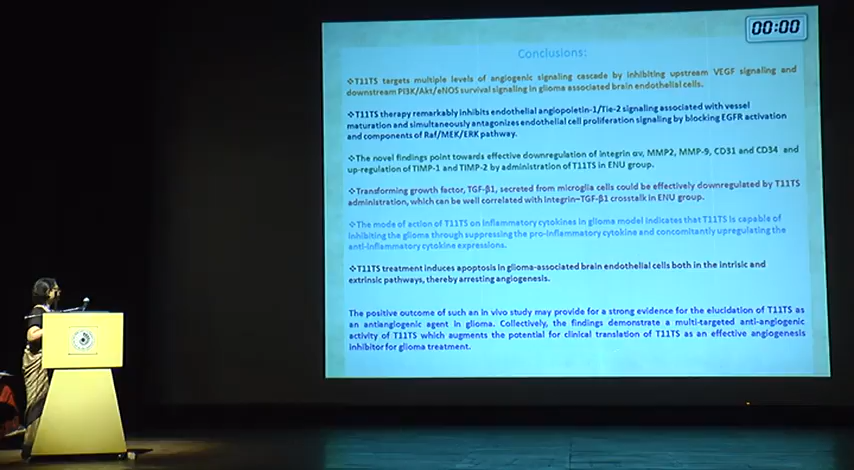 00:00
Conclusions:
❖T11TS targets multiple levels of angiogenic signaling cascade by inhibiting upstream VEGF signaling and
downstream PI3K/Akt/eNOS survival signaling in glioma associated brain endothelial cells.
❖T11TS therapy remarkably inhibits endothelial angiopoietin-1/Tie-2 signaling associated with vessel
maturation and simultaneously antagonizes endothelial cell proliferation signaling by blocking EGFR activation
and components of Raf/MEK/ERK pathway.
❖The novel findings point towards effective downregulation of integrin αv, MMP2, MMP-9, CD31 and CD34 and
up-regulation of TIMP-1 and TIMP-2 by administration of T11TS in ENU group.
❖Transforming growth factor, TGF-β1, secreted from microglia cells could be effectively downregulated by T11TS
administration, which can be well correlated with integrin–TGF-β1 crosstalk in ENU group.
❖The mode of action of T11TS on inflammatory cytokines in glioma model indicates that T11TS is capable of
inhibiting the glioma through suppressing the pro-inflammatory cytokine and concomitantly upregulating the
anti-inflammatory cytokine expressions.
❖T11TS treatment induces apoptosis in glioma-associated brain endothelial cells both in the intrisic and
extrinsic pathways, thereby arresting angiogenesis.
The positive outcome of such an in vivo study may provide for a strong evidence for the elucidation of T11TS as
an antiangiogenic agent in glioma. Collectively, the findings demonstrate a multi-targeted anti-angiogenic
activity of T11TS which augments the potential for clinical translation of T11TS as an effective angiogenesis
inhibitor for glioma treatment.